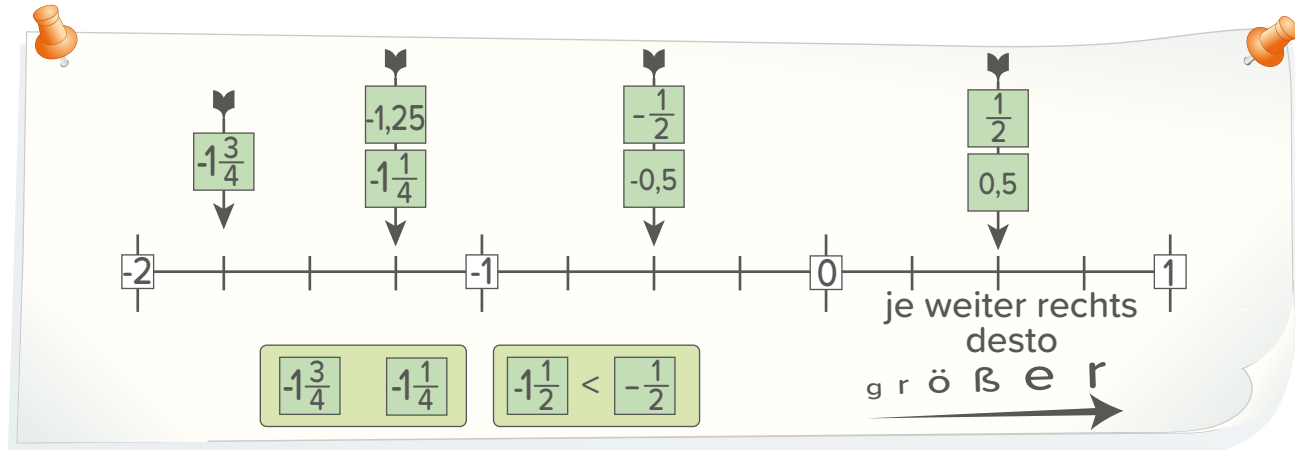 -1 3/4
-1,25
-1 1/4
- 1/2
-0,5
1/2
0,5
-2 -1 0 1
je weiter rechts
desto
größer
-1 3/4 -1 1/4
-1 1/2 < - 1/2